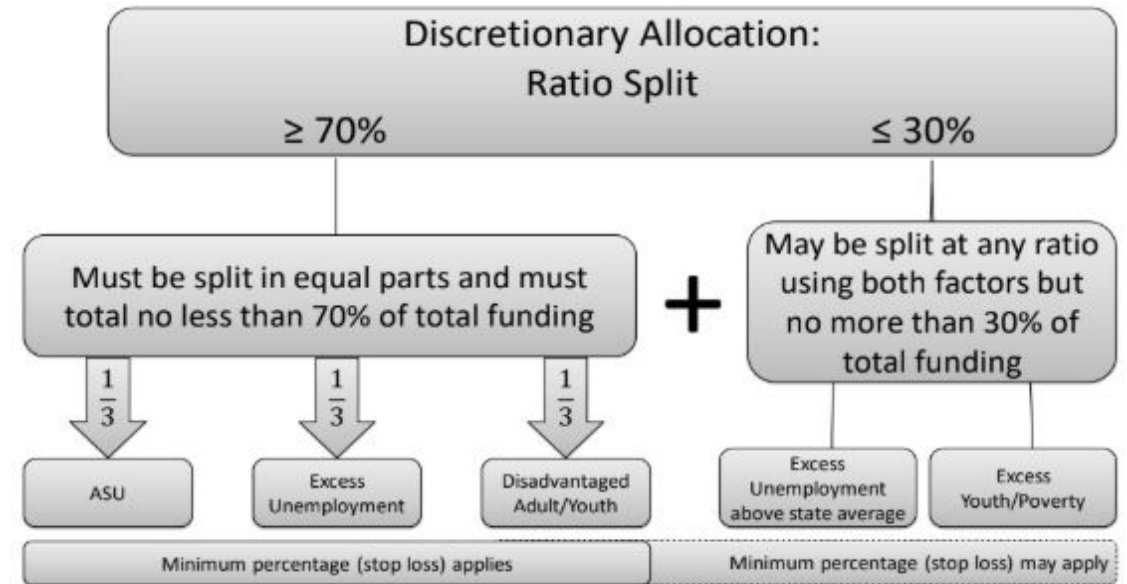 Discretionary Allocation:
Ratio Split
≥ 70%
≤ 30%
Must be split in equal parts and must
total no less than 70% of total funding
+
May be split at any ratio
using both factors but
no more than 30% of
total funding
1/3
1/3
1/3
ASU
Excess
Unemployment
Disadvantaged
Adult/Youth
Excess
Unemployment
above state average
Excess
Youth/Poverty
Minimum percentage (stop loss) applies
Minimum percentage (stop loss) may apply